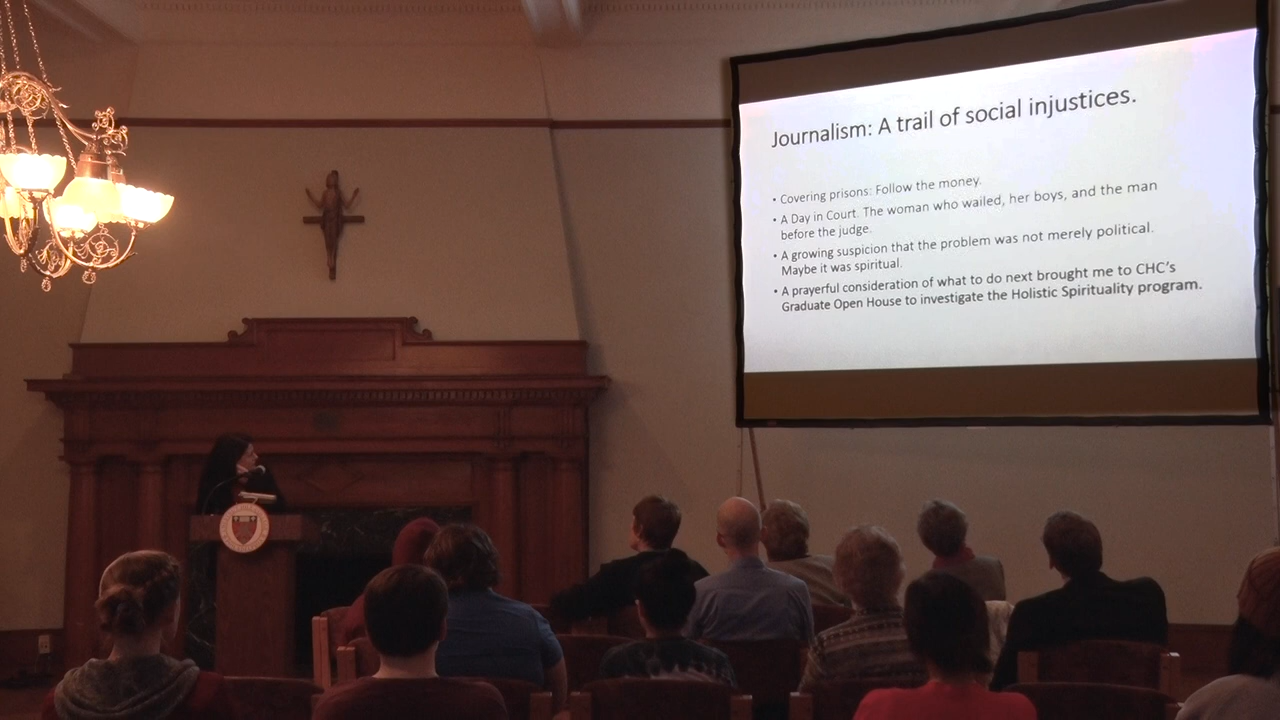 Journalism: A trail of social injustices.
• Covering prisons: Follow the money.
• A Day in Court. The woman who wailed, her boys, and the man
before the judge.
• A growing suspicion that the problem was not merely political.
Maybe it was spiritual.
• A prayerful consideration of what to do next brought me to CHC's
Graduate Open House to investigate the Holistic Spirituality program.